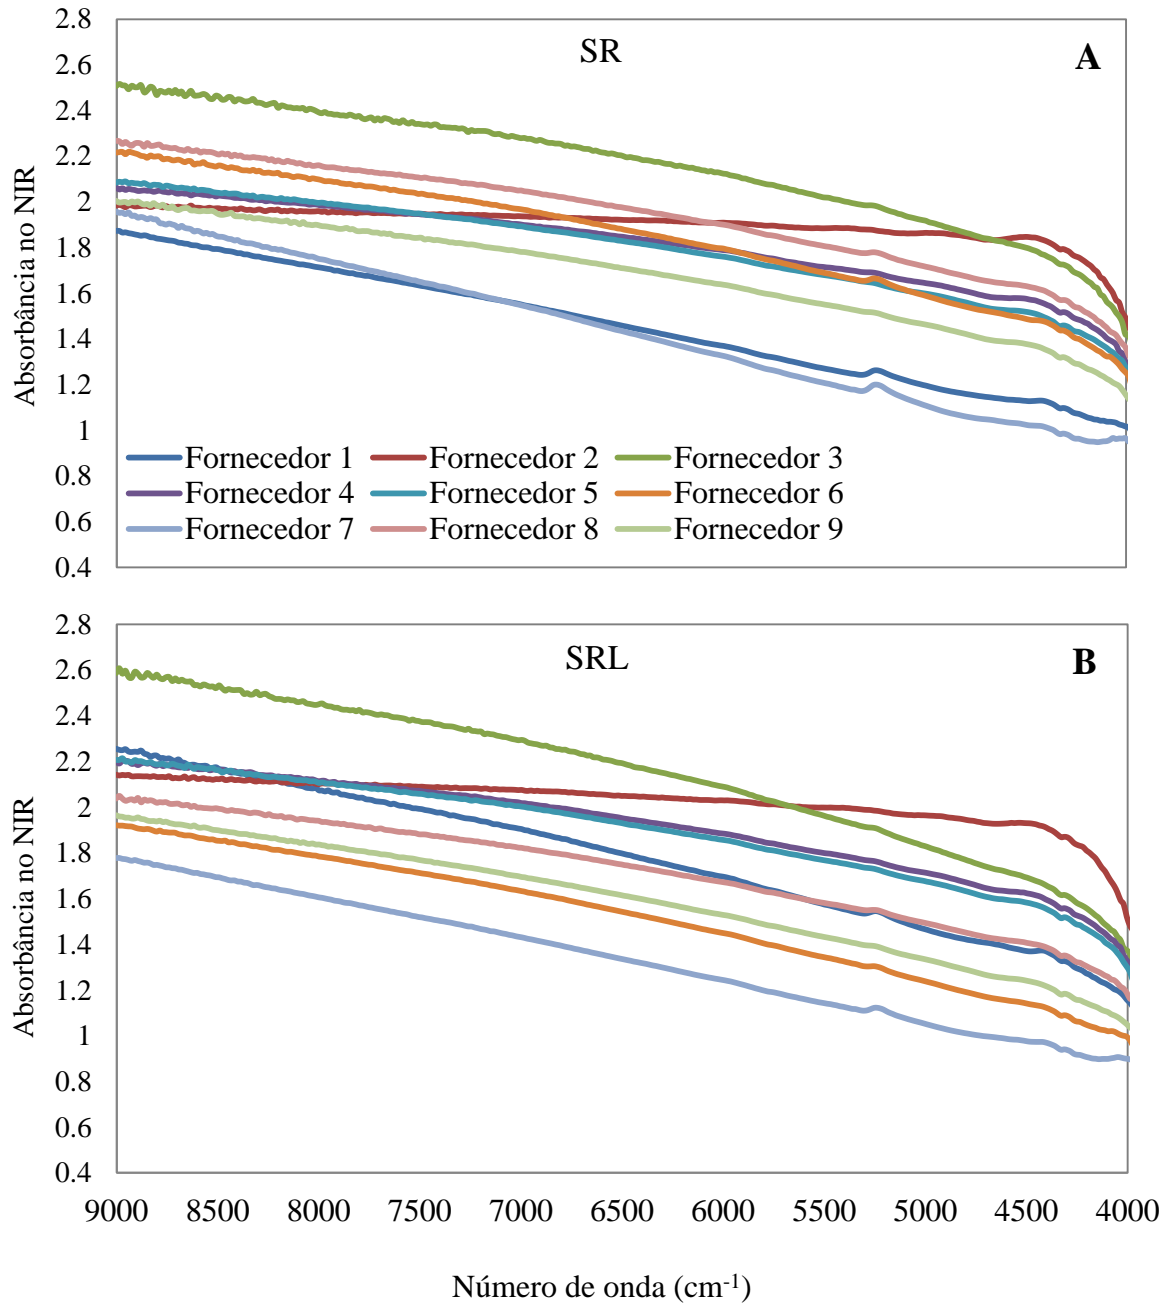 2.8
SR
A
2.6
2.4
2.2
2
1.8
1.6
1.4
1.2
1
0.8
0.6
0.4
Absorbância no NIR
Fornecedor 1 Fornecedor 2 Fornecedor 3
Fornecedor 4 Fornecedor 5 Fornecedor 6
Fornecedor 7 Fornecedor 8 Fornecedor 9
2.8
SRL
B
2.6
2.4
2.2
2
1.8
1.6
1.4
1.2
1
0.8
0.6
0.4
Absorbância no NIR
9000 8500 8000 7500 7000 6500 6000 5500 5000 4500 4000
Número de onda (cm⁻¹)